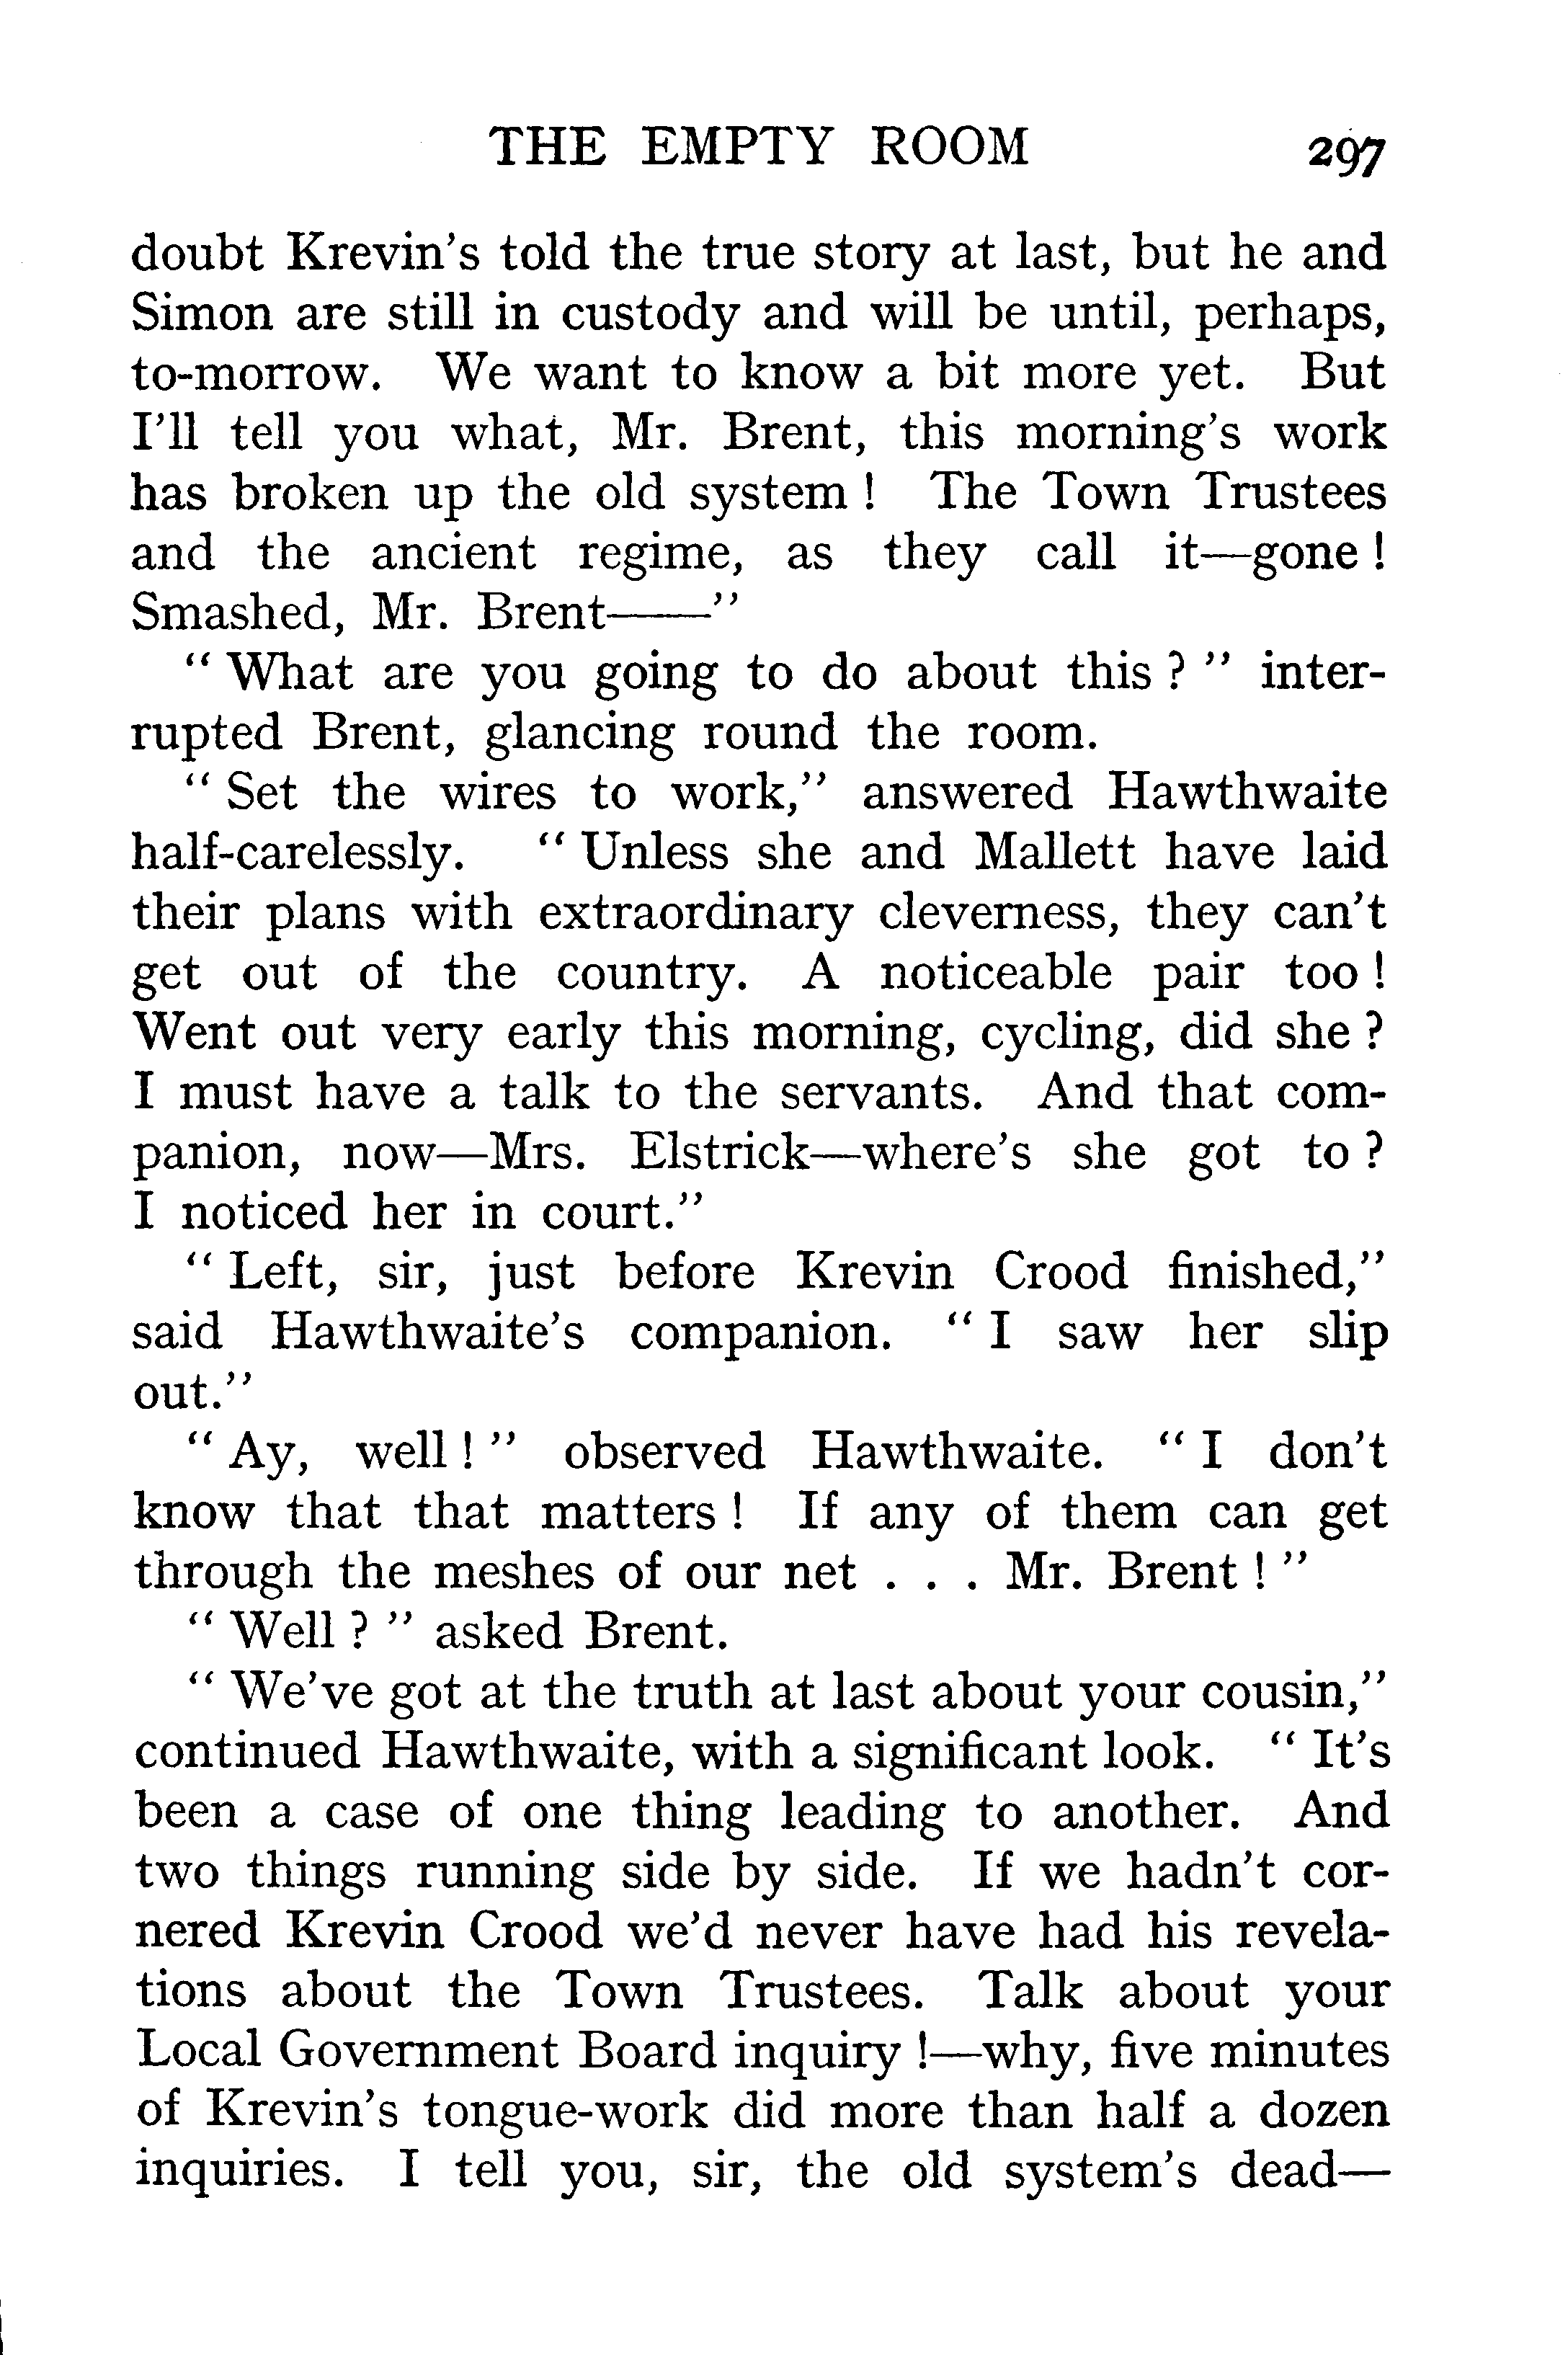 THE EMPTY ROOM 297
doubt Krevin's told the true story at last, but he and
Simon are still in custody and will be until, perhaps,
to-morrow. We want to know a bit more yet. But
I'll tell you what, Mr. Brent, this morning's work
has broken up the old system ! The Town Trustees
and the ancient regime, as they call it—gone !
Smashed, Mr. Brent——"
" What are you going to do about this ? " inter-
rupted Brent, glancing round the room.
" Set the wires to work," answered Hawthwaite
half-carelessly. " Unless she and Mallett have laid
their plans with extraordinary cleverness, they can't
get out of the country. A noticeable pair too !
Went out very early this morning, cycling, did she ?
I must have a talk to the servants. And that com-
panion, now—Mrs. Elstrick—where's she got to ?
I noticed her in court."
" Left, sir, just before Krevin Crood finished,"
said Hawthwaite's companion. " I saw her slip
out."
" Ay, well ! " observed Hawthwaite. " I don't
know that that matters ! If any of them can get
through the meshes of our net . . . Mr. Brent ! "
" Well ? " asked Brent.
" We've got at the truth at last about your cousin,"
continued Hawthwaite, with a significant look. " It's
been a case of one thing leading to another. And
two things running side by side. If we hadn't cor-
nered Krevin Crood we'd never have had his revela-
tions about the Town Trustees. Talk about your
Local Government Board inquiry !—why, five minutes
of Krevin's tongue-work did more than half a dozen
inquiries. I tell you, sir, the old system's dead—